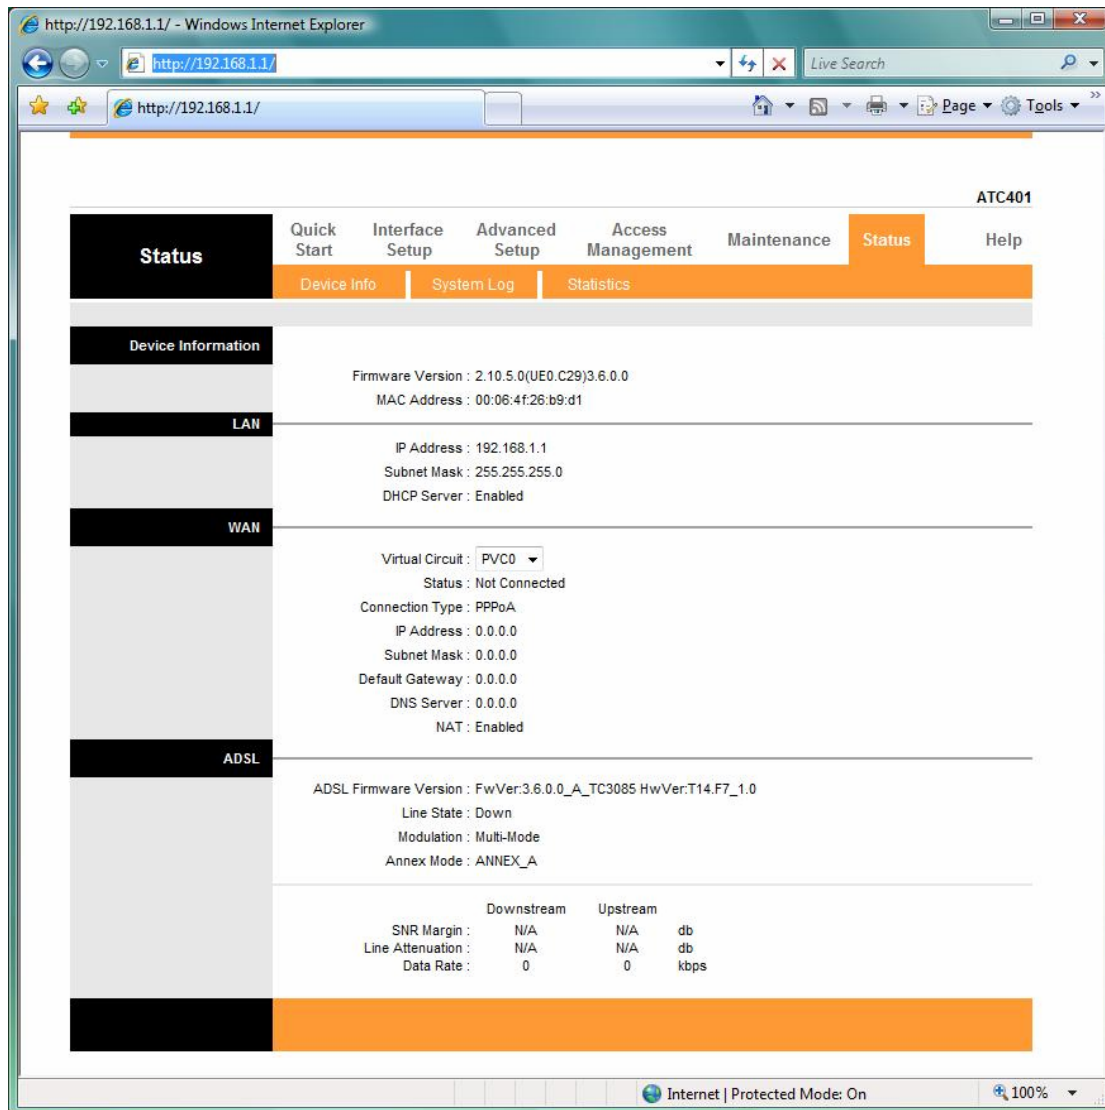 http://192.168.1.1/ - Windows Internet Explorer
http://192.168.1.1/
Live Search
http://192.168.1.1/
Page Tools »
ATC401
Status
Quick Start
Interface Setup
Advanced Setup
Access Management
Maintenance
Status
Help
Device Info System Log Statistics
Device Information
Firmware Version : 2.10.5.0(UE0.C29)3.6.0.0
MAC Address : 00:06:4f:26:b9:d1
LAN
IP Address : 192.168.1.1
Subnet Mask : 255.255.255.0
DHCP Server : Enabled
WAN
Virtual Circuit : PVC0
Status : Not Connected
Connection Type : PPPoA
IP Address : 0.0.0.0
Subnet Mask : 0.0.0.0
Default Gateway : 0.0.0.0
DNS Server : 0.0.0.0
NAT : Enabled
ADSL
ADSL Firmware Version : FwVer:3.6.0.0_A_TC3085 HwVer:T14.F7_1.0
Line State : Down
Modulation : Multi-Mode
Annex Mode : ANNEX_A
Downstream Upstream
SNR Margin : N/A N/A db
Line Attenuation : N/A N/A db
Data Rate : 0 0 kbps
Internet | Protected Mode: On 100%